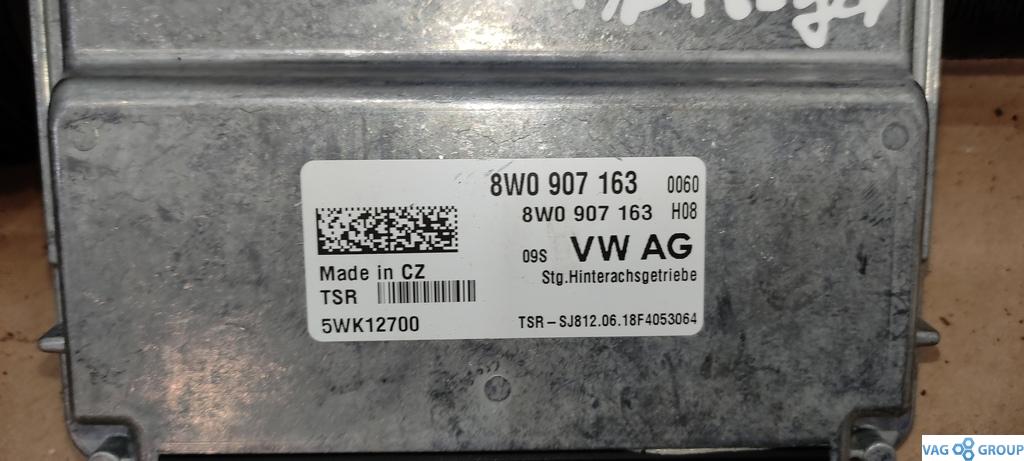 8W0 907 163 0060
8W0 907 163 H08
09S VW AG
Stg.Hinterachsgetriebe
Made in CZ
TSR
5WK12700
TSR-SJ812.06.18F4053064
VAG GROUP